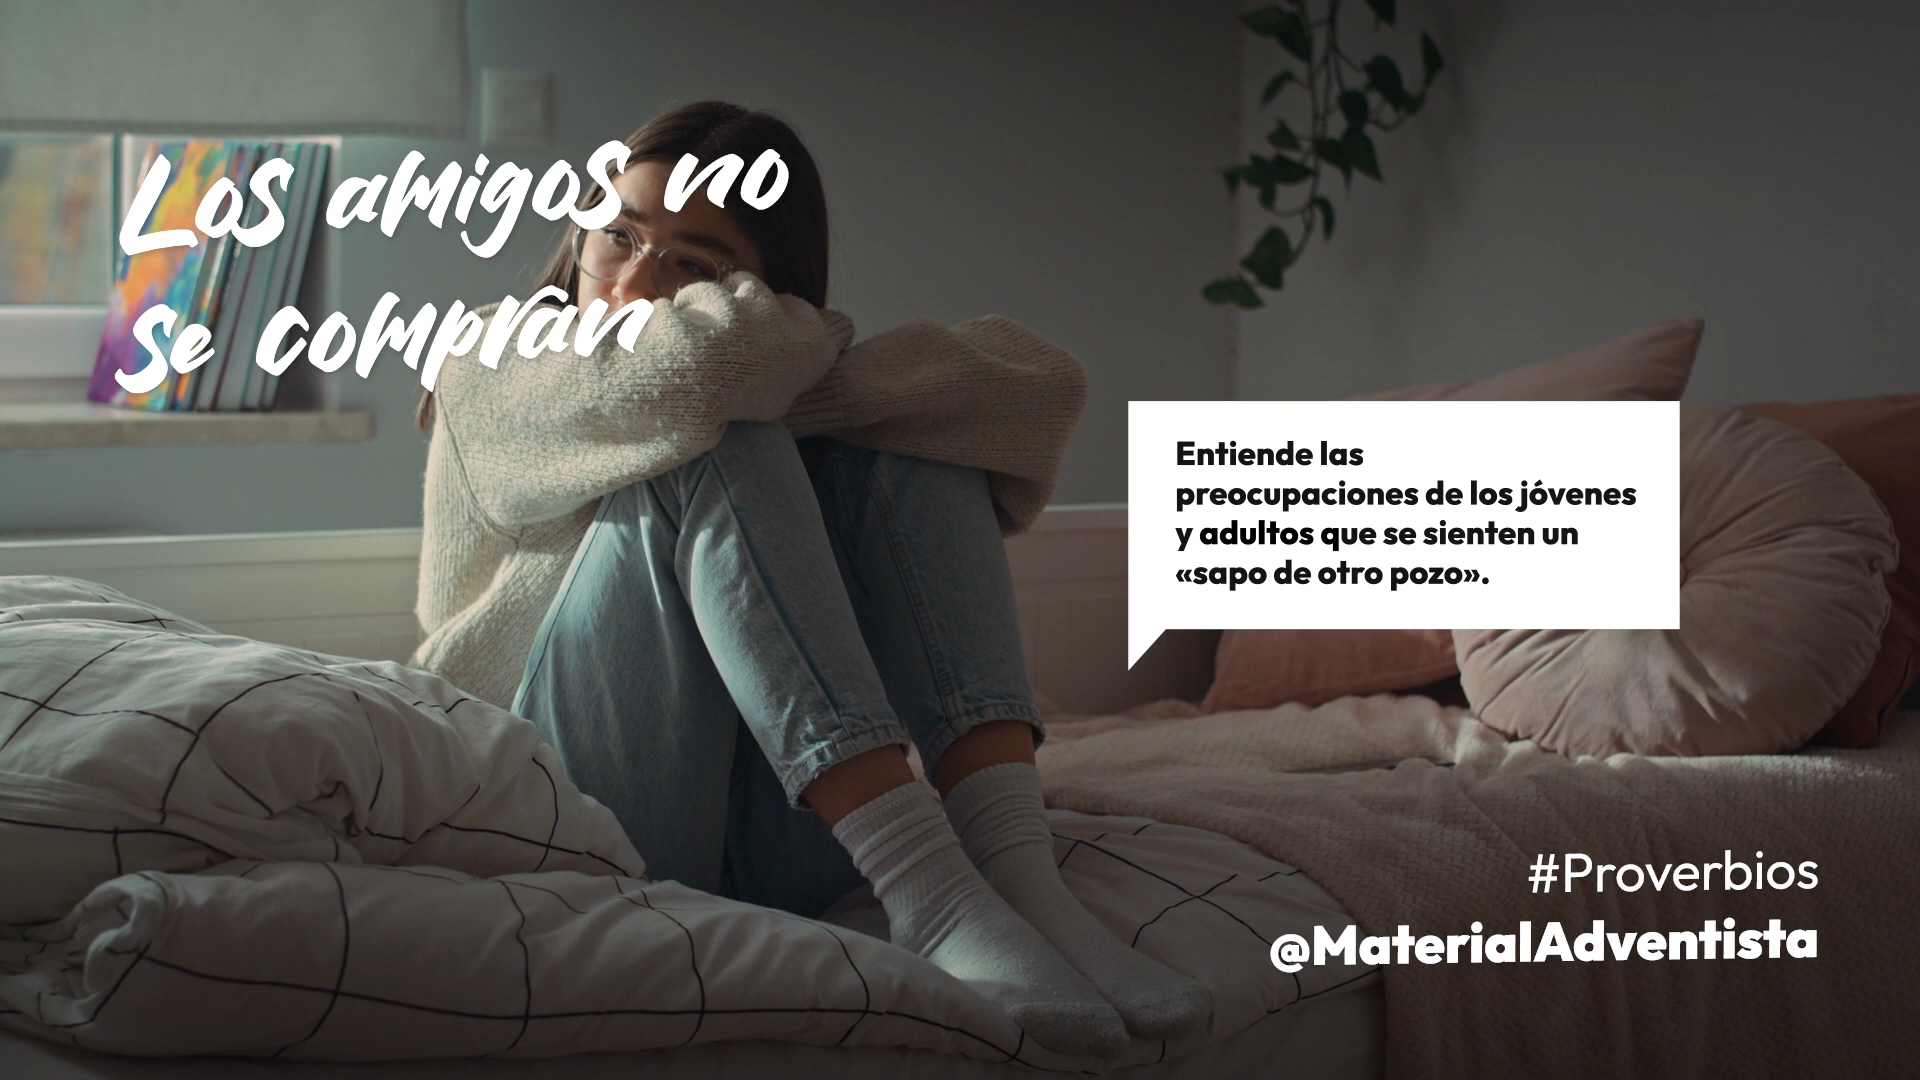 Los amigos no
se compran
Entiende las
preocupaciones de los jóvenes
y adultos que se sienten un
«sapo de otro pozo».
#Proverbios
@MaterialAdventista